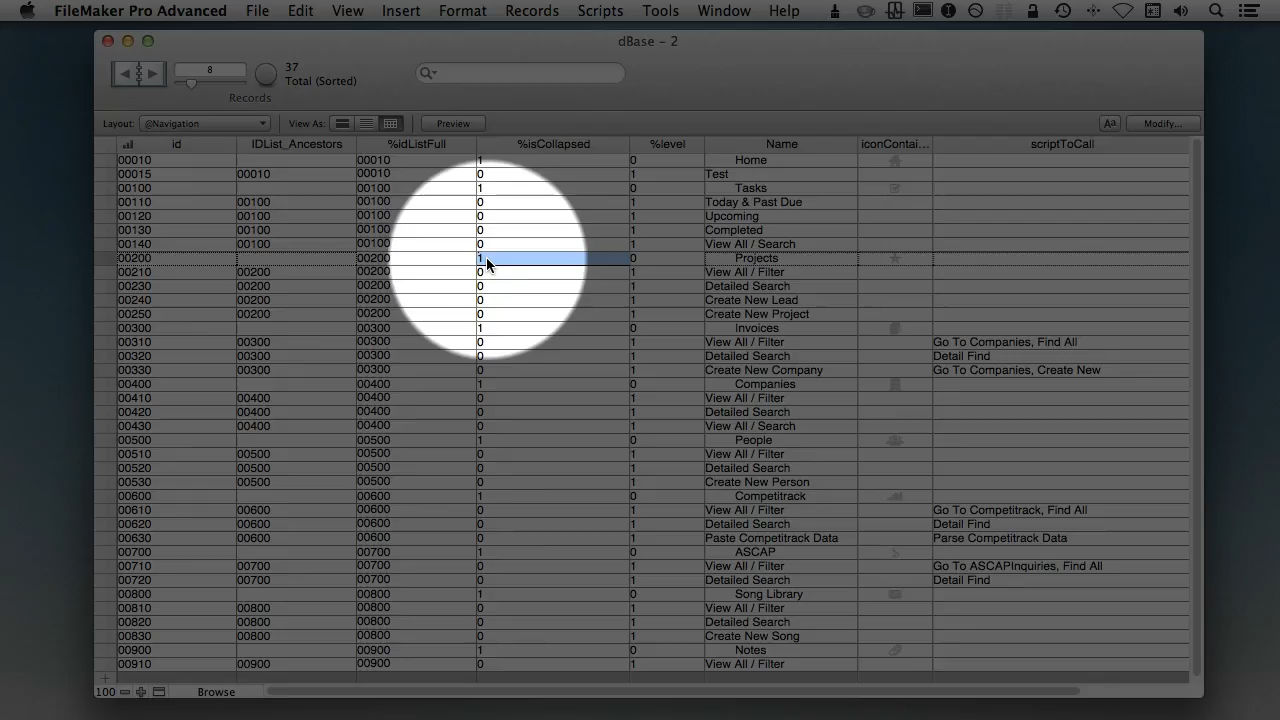 FileMaker Pro Advanced File Edit View Insert Format Records Scripts Tools Window Help
dBase – 2
8 37 Total (Sorted)
Records
Layout: @Navigation View As: Preview Aa Modify...
id IDList_Ancestors %idListFull %isCollapsed %level Name iconContai... scriptToCall
00010 00010 1 0 Home
00015 00010 00010 0 1 Test
00100 00100 1 0 Tasks
00110 00100 00100 0 1 Today & Past Due
00120 00100 00100 0 1 Upcoming
00130 00100 00100 0 1 Completed
00140 00100 00100 0 1 View All / Search
00200 00200 1 0 Projects
00210 00200 00200 0 1 View All / Filter
00230 00200 00200 0 1 Detailed Search
00240 00200 00200 0 1 Create New Lead
00250 00200 00200 0 1 Create New Project
00300 00300 1 0 Invoices
00310 00300 00300 0 1 View All / Filter Go To Companies, Find All
00320 00300 00300 0 1 Detailed Search Detail Find
00330 00300 00300 0 1 Create New Company Go To Companies, Create New
00400 00400 1 0 Companies
00410 00400 00400 0 1 View All / Filter
00420 00400 00400 0 1 Detailed Search
00430 00400 00400 0 1 View All / Search
00500 00500 1 0 People
00510 00500 00500 0 1 View All / Filter
00520 00500 00500 0 1 Detailed Search
00530 00500 00500 0 1 Create New Person
00600 00600 1 0 Competitrack
00610 00600 00600 0 1 View All / Filter Go To Competitrack, Find All
00620 00600 00600 0 1 Detailed Search Detail Find
00630 00600 00600 0 1 Paste Competitrack Data Parse Competitrack Data
00700 00700 1 0 ASCAP
00710 00700 00700 0 1 View All / Filter Go To ASCAPInquiries, Find All
00720 00700 00700 0 1 Detailed Search Detail Find
00800 00800 1 0 Song Library
00810 00800 00800 0 1 View All / Filter
00820 00800 00800 0 1 Detailed Search
00830 00800 00800 0 1 Create New Song
00900 00900 1 0 Notes
00910 00900 00900 0 1 View All / Filter
100 Browse